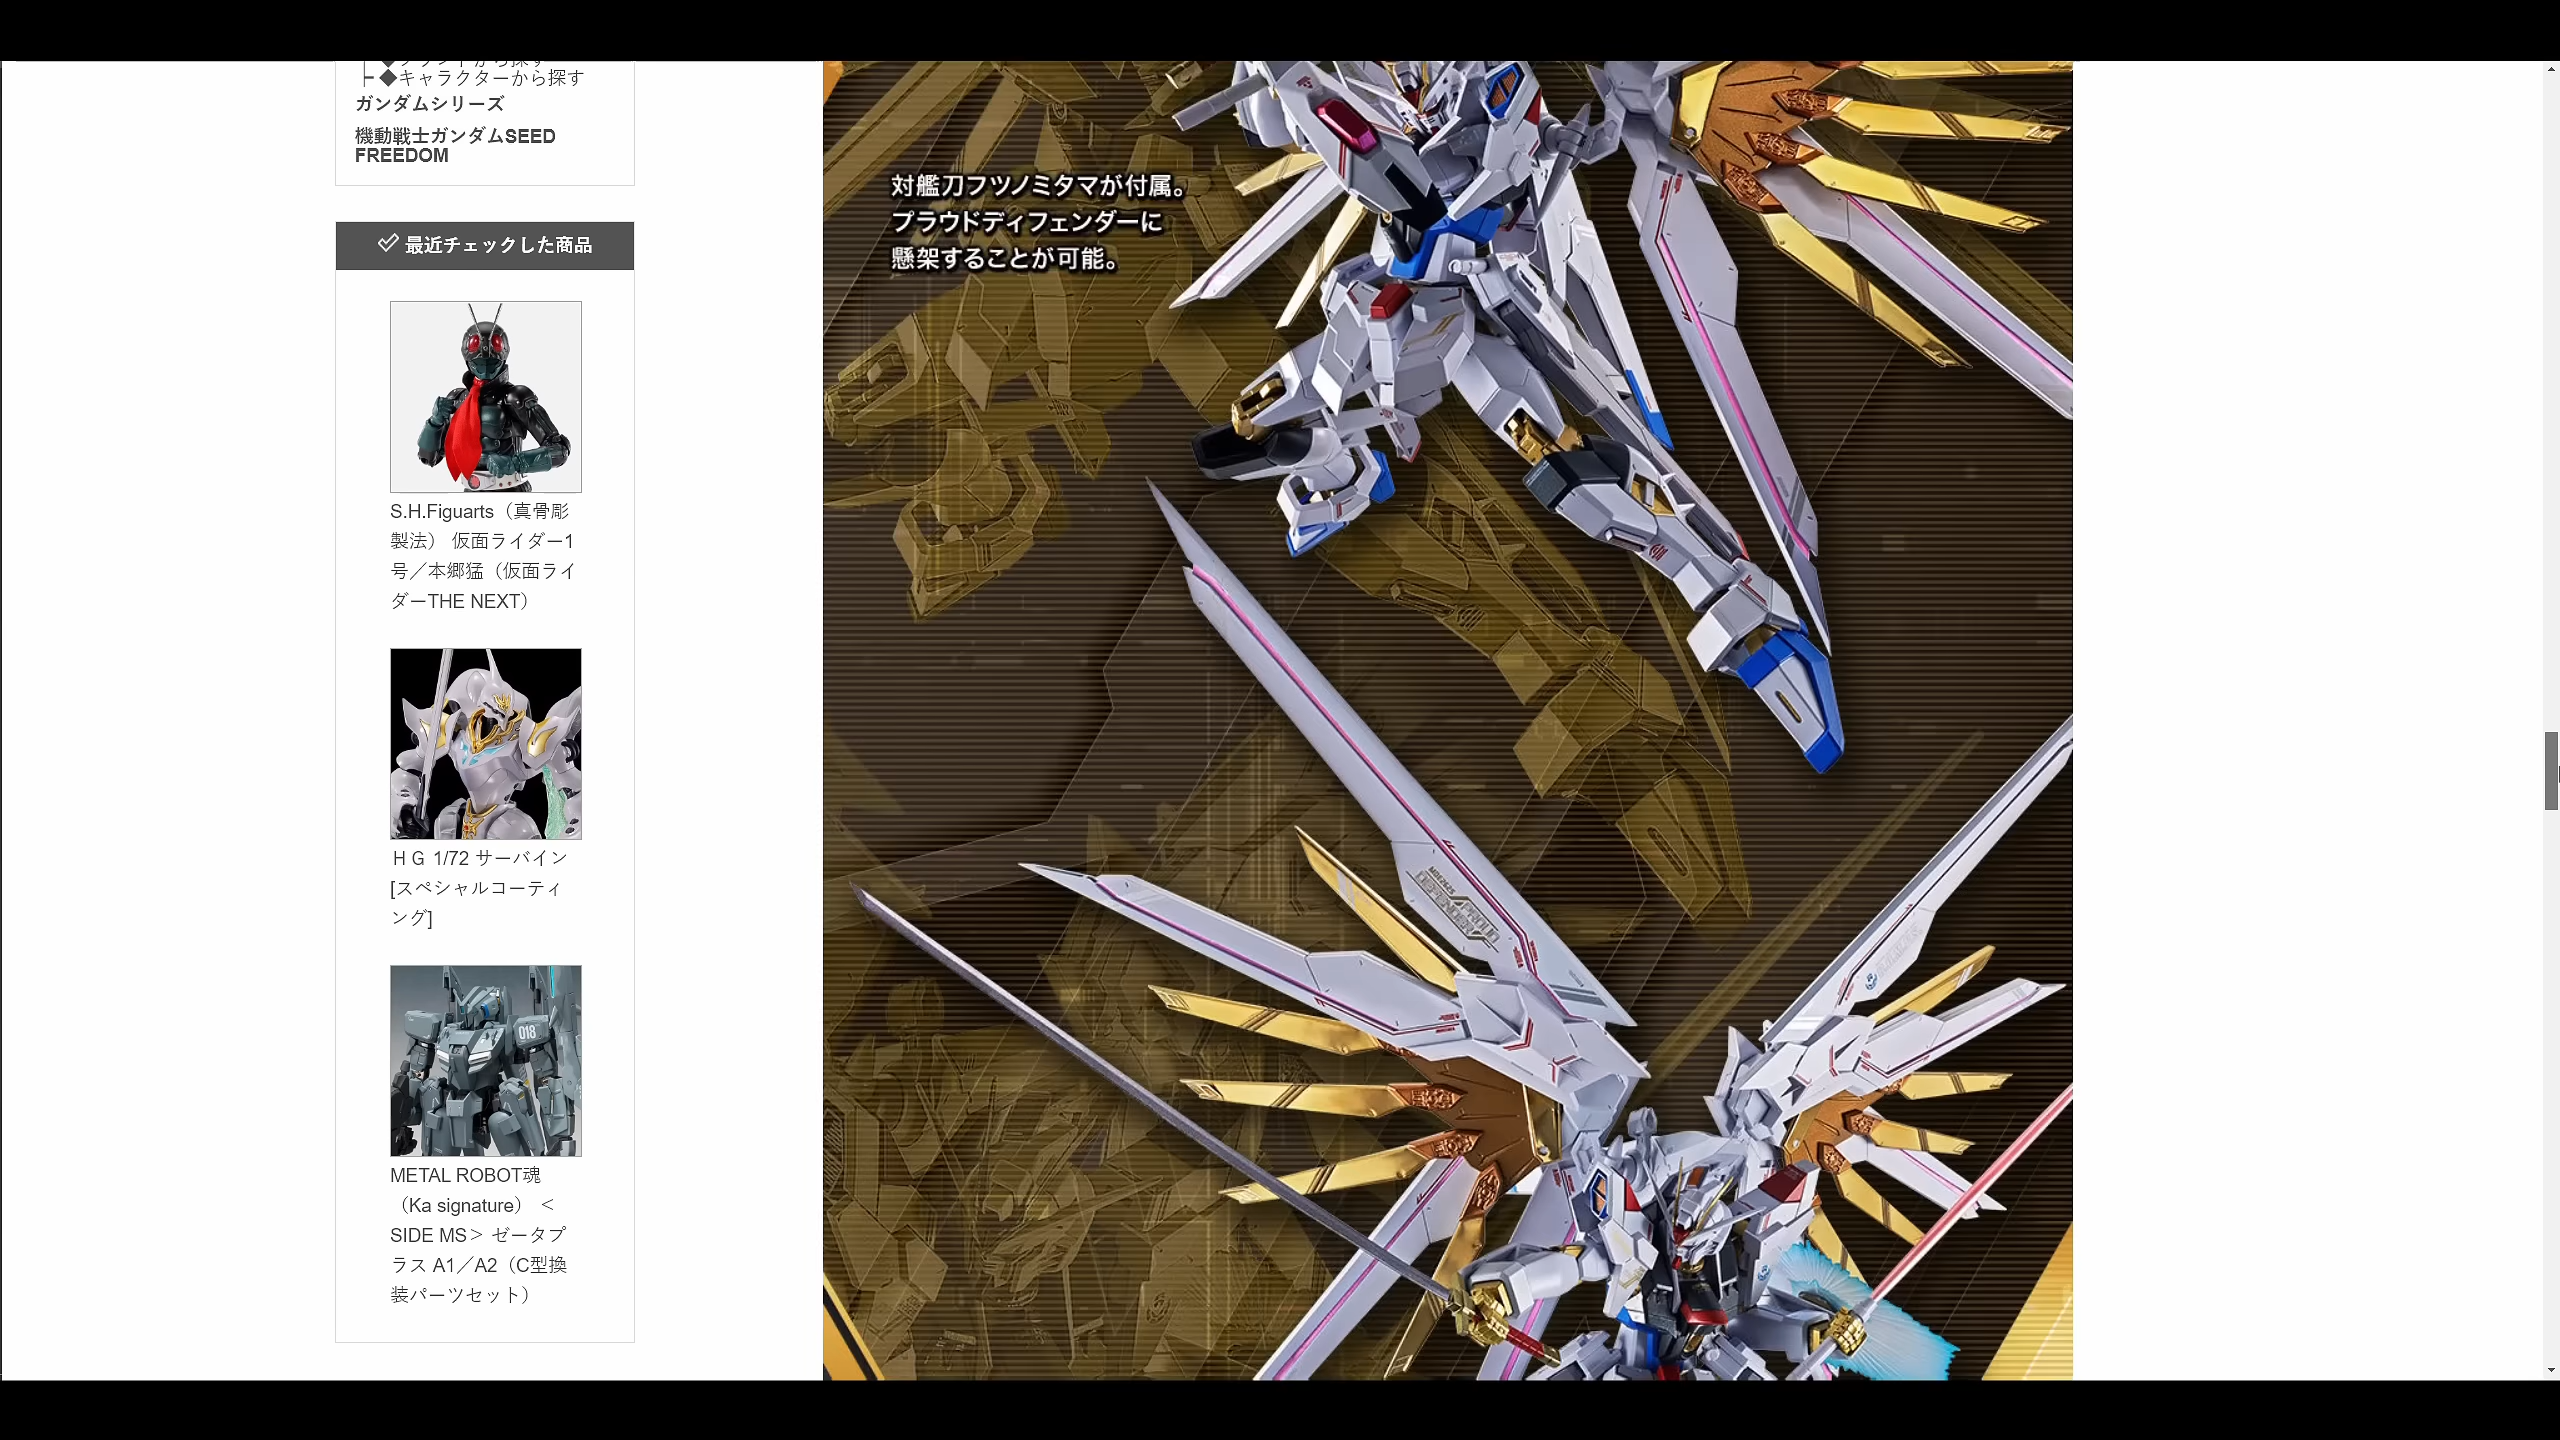 ┣ ◆キャラクターから探す
ガンダムシリーズ
機動戦士ガンダムSEED
FREEDOM
最近チェックした商品
S.H.Figuarts（真骨彫
製法） 仮面ライダー1
号／本郷猛（仮面ライ
ダーTHE NEXT）
ＨＧ 1/72 サーバイン
[スペシャルコーティ
ング]
018
METAL ROBOT魂
（Ka signature） ＜
SIDE MS＞ ゼータプ
ラス A1／A2（C型換
装パーツセット）
対艦刀フツノミタマが付属。
プラウドディフェンダーに
懸架することが可能。
PROUD
DEFENDER